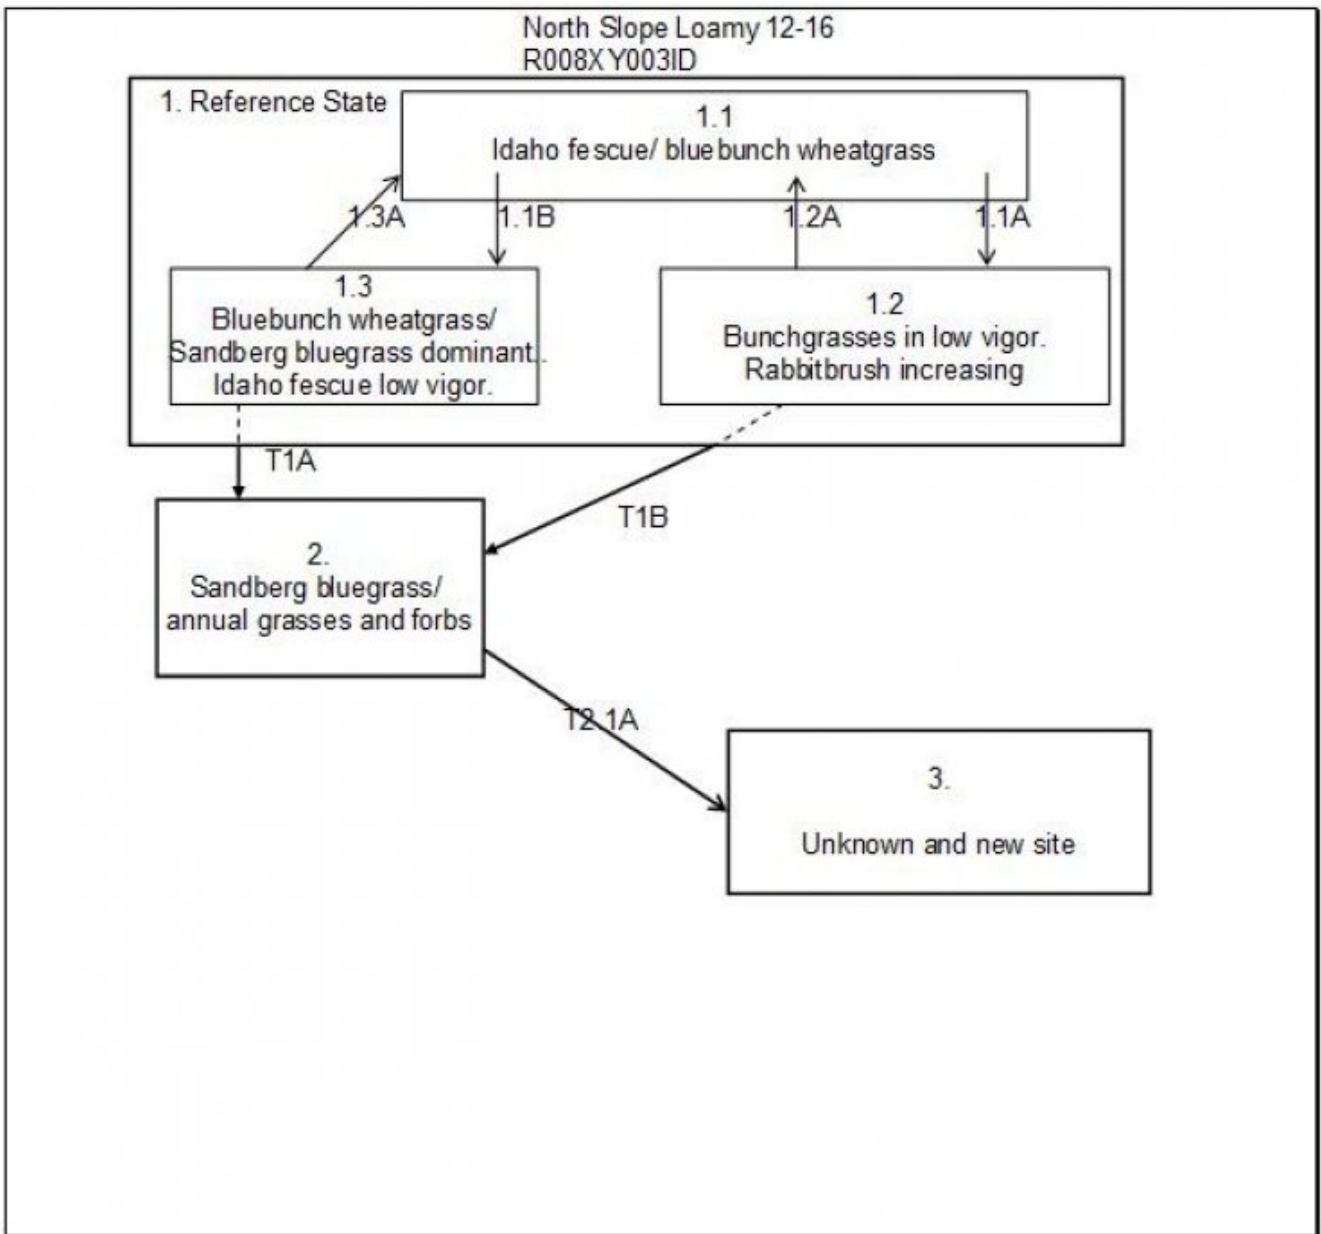 North Slope Loamy 12-16
R008XY003ID
1. Reference State
1.1
Idaho fescue/ bluebunch wheatgrass
1.3A
1.1B
1.2A
1.1A
1.3
Bluebunch wheatgrass/
Sandberg bluegrass dominant..
Idaho fescue low vigor.
1.2
Bunchgrasses in low vigor.
Rabbitbrush increasing
T1A
T1B
2.
Sandberg bluegrass/
annual grasses and forbs
T2.1A
3.
Unknown and new site